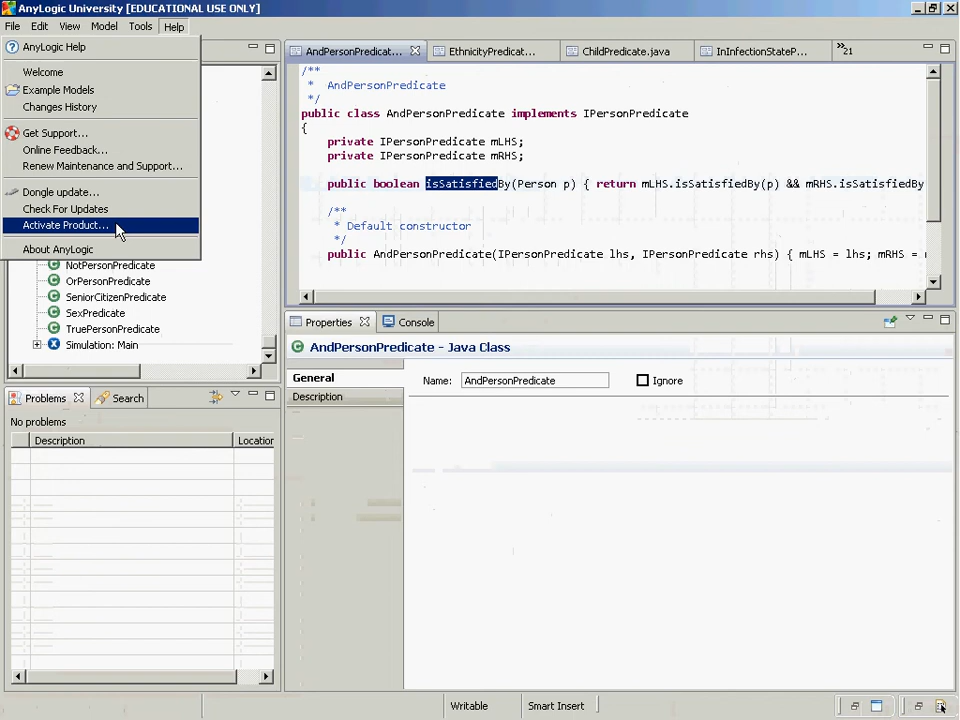 AnyLogic University [EDUCATIONAL USE ONLY]
File Edit View Model Tools Help
AnyLogic Help
Welcome
Example Models
Changes History
Get Support...
Online Feedback...
Renew Maintenance and Support...
Dongle update...
Check For Updates
Activate Product...
About AnyLogic
NotPersonPredicate
OrPersonPredicate
SeniorCitizenPredicate
SexPredicate
TruePersonPredicate
Simulation: Main
Problems Search
No problems
Description Location
AndPersonPredicat... EthnicityPredicat... ChildPredicate.java InInfectionStateP... »21
/**
* AndPersonPredicate
*/
public class AndPersonPredicate implements IPersonPredicate
{
private IPersonPredicate mLHS;
private IPersonPredicate mRHS;
public boolean isSatisfiedBy(Person p) { return mLHS.isSatisfiedBy(p) && mRHS.isSatisfiedBy
/**
* Default constructor
*/
public AndPersonPredicate(IPersonPredicate lhs, IPersonPredicate rhs) { mLHS = lhs; mRHS =
Properties Console
AndPersonPredicate - Java Class
General
Description
Name: AndPersonPredicate Ignore
Writable Smart Insert